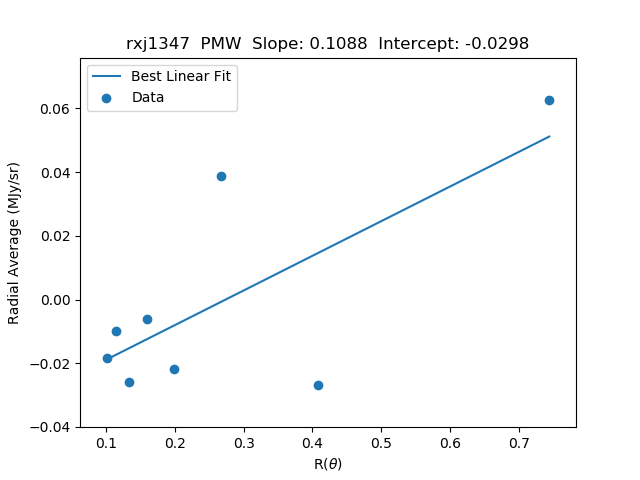 rxj1347  PMW  Slope: 0.1088  Intercept: -0.0298
Best Linear Fit
Data
Radial Average (MJy/sr)
0.06
0.04
0.02
0.00
−0.02
−0.04
0.1 0.2 0.3 0.4 0.5 0.6 0.7
R(θ)